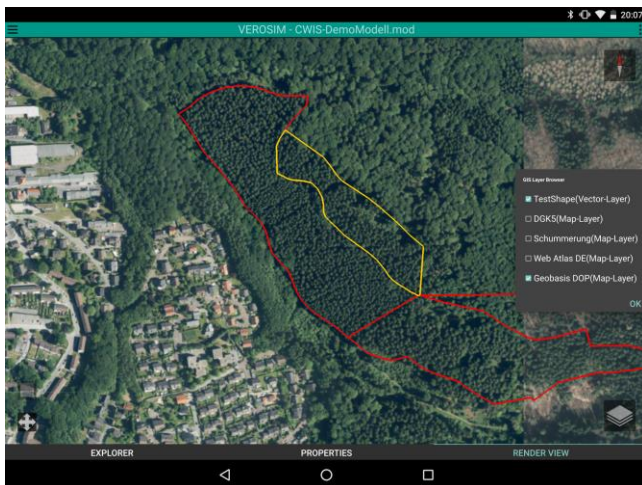 20:07
VEROSIM - CWIS-DemoModell.mod
GIS Layer Browser
TestShape(Vector-Layer)
DGK5(Map-Layer)
Schummerung(Map-Layer)
Web Atlas DE(Map-Layer)
Geobasis DOP(Map-Layer)
OK
EXPLORER
PROPERTIES
RENDER VIEW